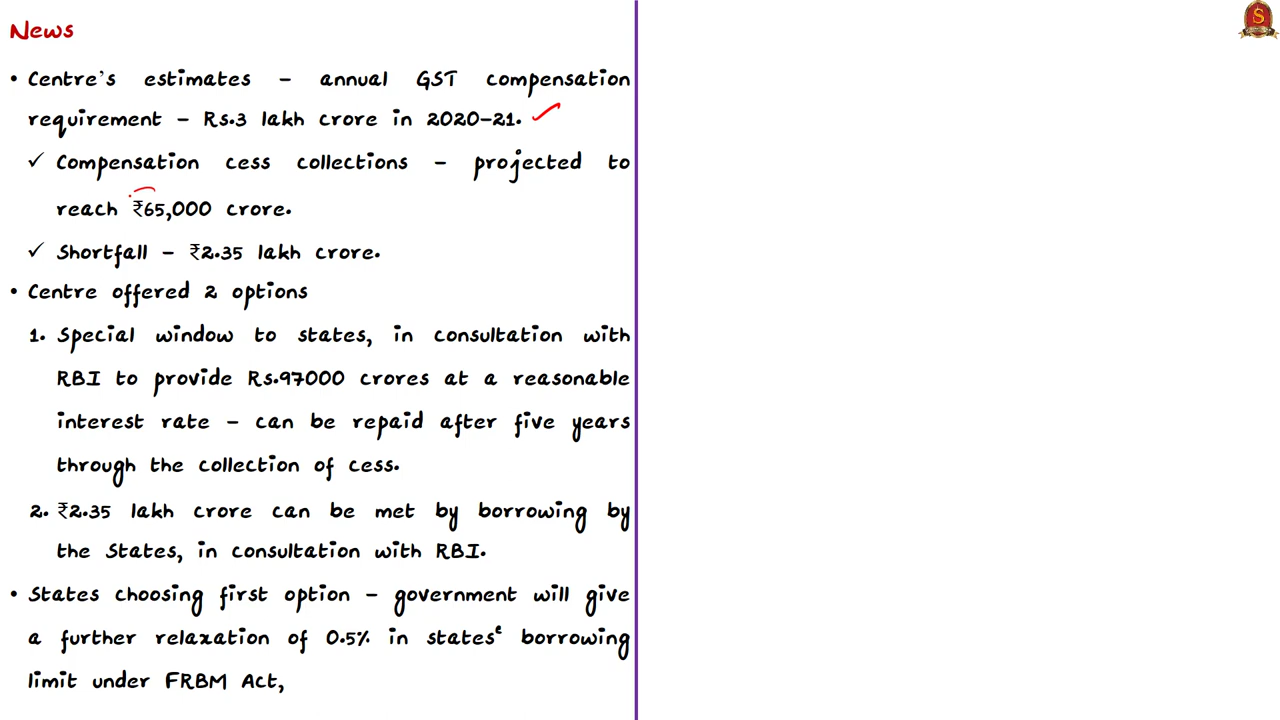 News
• Centre's estimates – annual GST compensation
requirement – Rs.3 lakh crore in 2020-21.
✓ Compensation cess collections – projected to
reach ₹65,000 crore.
✓ Shortfall – ₹2.35 lakh crore.
• Centre offered 2 options
1. Special window to states, in consultation with
RBI to provide Rs.97000 crores at a reasonable
interest rate – can be repaid after five years
through the collection of cess.
2. ₹2.35 lakh crore can be met by borrowing by
the States, in consultation with RBI.
• States choosing first option – government will give
a further relaxation of 0.5% in states‘ borrowing
limit under FRBM Act,
S